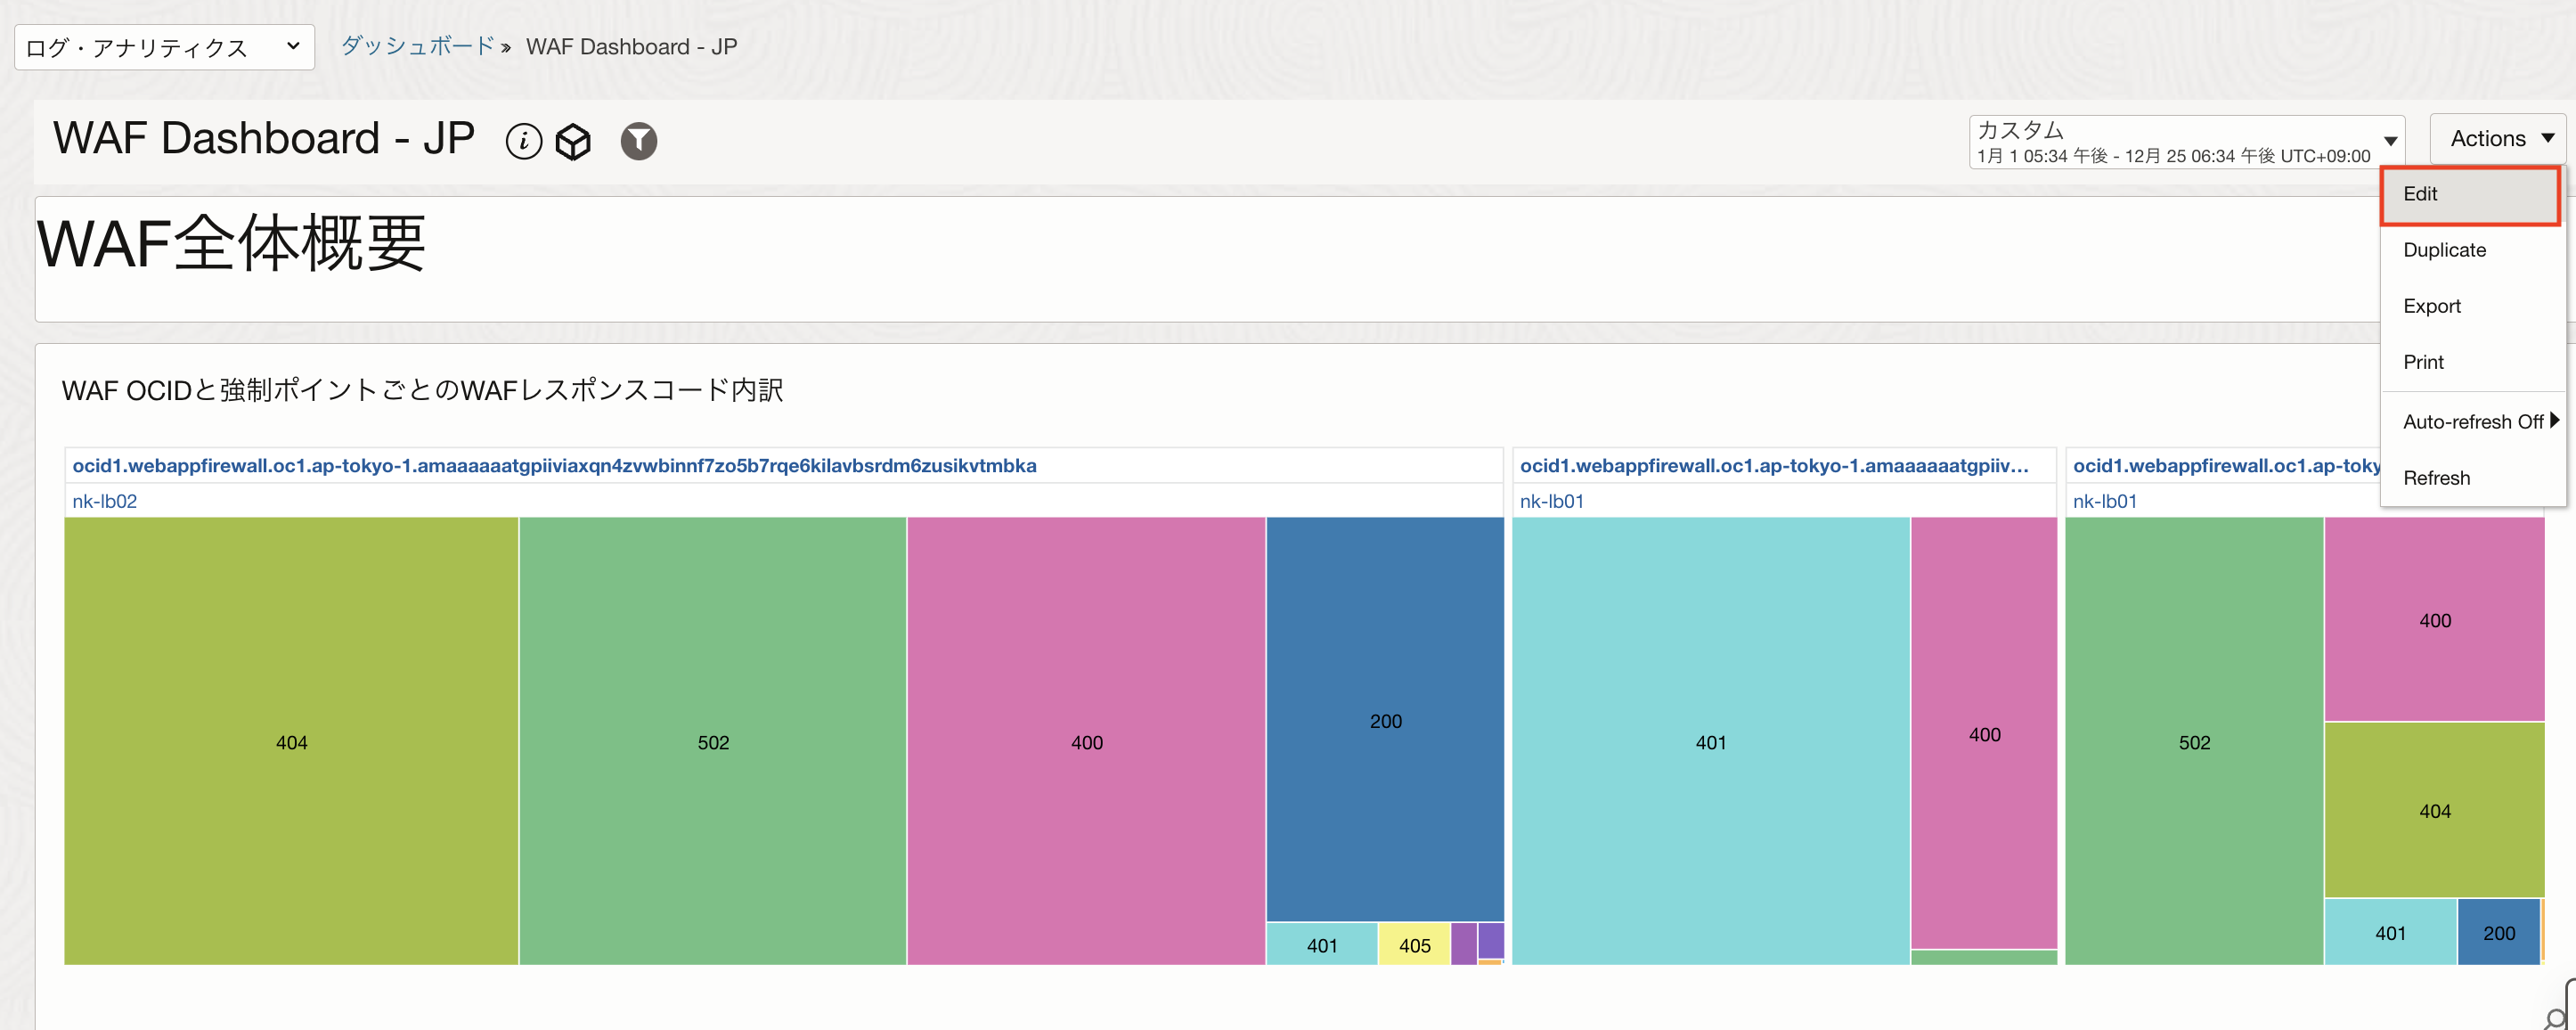 ログ・アナリティクス
ダッシュボード » WAF Dashboard - JP
WAF Dashboard - JP
カスタム
1月 1 05:34 午後 - 12月 25 06:34 午後 UTC+09:00
Actions
Edit
Duplicate
Export
Print
Auto-refresh Off
Refresh
WAF全体概要
WAF OCIDと強制ポイントごとのWAFレスポンスコード内訳
ocid1.webappfirewall.oc1.ap-tokyo-1.amaaaaaatgpiiviaxqn4zvwbinnf7zo5b7rqe6kilavbsrdm6zusikvtmbka
nk-lb02
404
502
400
200
401
405
ocid1.webappfirewall.oc1.ap-tokyo-1.amaaaaaatgpiiv...
nk-lb01
401
400
ocid1.webappfirewall.oc1.ap-toky
nk-lb01
502
400
404
401
200